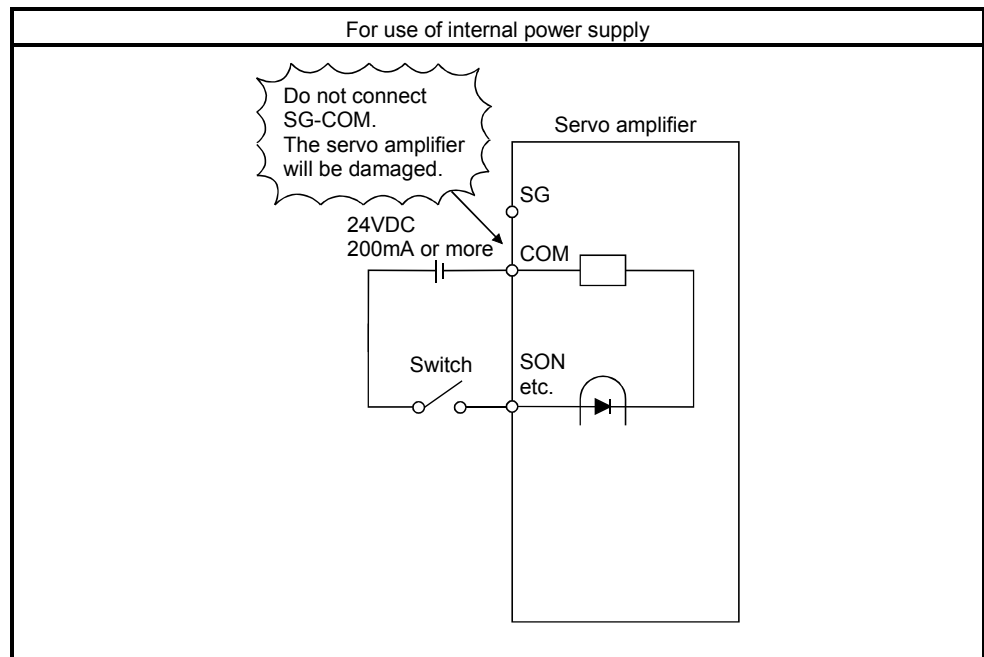 For use of internal power supply
Do not connect
SG-COM.
The servo amplifier
will be damaged.
Servo amplifier
SG
24VDC
200mA or more
COM
Switch
SON
etc.